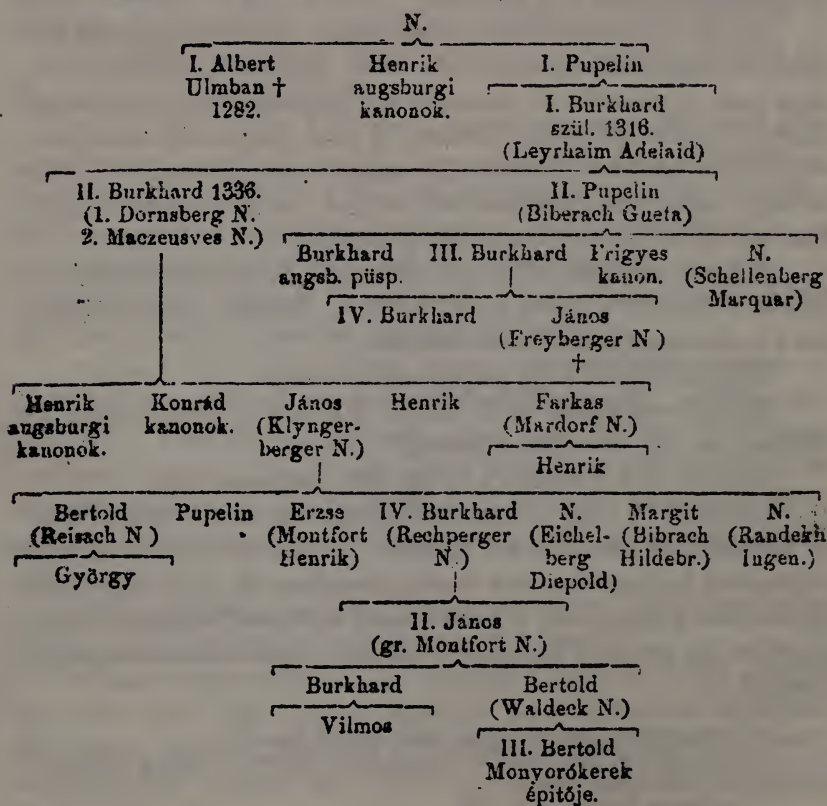 N.
I. Albert Henrik I. Pupelin
Ulmban † augsburgi
1282. kanonok. I. Burkhard
szül. 1316.
(Leyrhaim Adelaid)
II. Burkhard 1336. II. Pupelin
(1. Dornsberg N. (Biberach Gueta)
2. Maczeusves N.)
Burkhard III. Burkhard Frigyes N.
augsb. püsp. kanon. (Schellenberg
Marquar)
IV. Burkhard János
(Freyberger N.)
†
Henrik Konrád János Henrik Farkas
augsburgi kanonok. (Klynger- (Mardorf N.)
kanonok. berger N.)
Henrik
Bertold Pupelin Erzse IV. Burkhard N. Margit N.
(Reisach N.) (Montfort (Rechperger (Eichel- (Bibrach (Randekh
Henrik) N.) berg Hildebr.) Iugen.)
György Diepold)
II. János
(gr. Montfort N.)
Burkhard Bertold
(Waldeck N.)
Vilmos
III. Bertold
Monyorókerek
épitője.